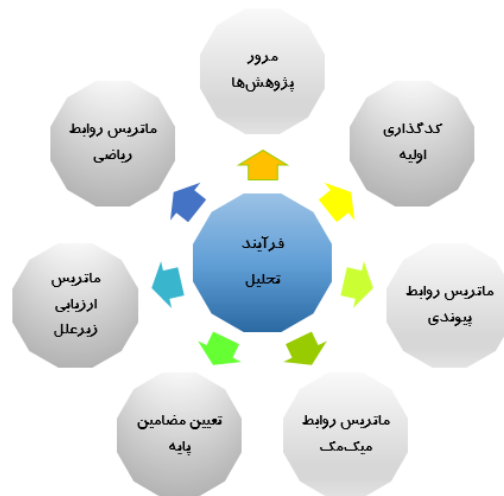 مرور
پژوهش‌ها
کدگذاری
اولیه
ماتریس روابط
پیوندی
ماتریس روابط
میک‌مک
تعیین مضامین
پایه
ماتریس
ارزیابی
زیرعلل
ماتریس روابط
ریاضی
فرآیند
تحلیل